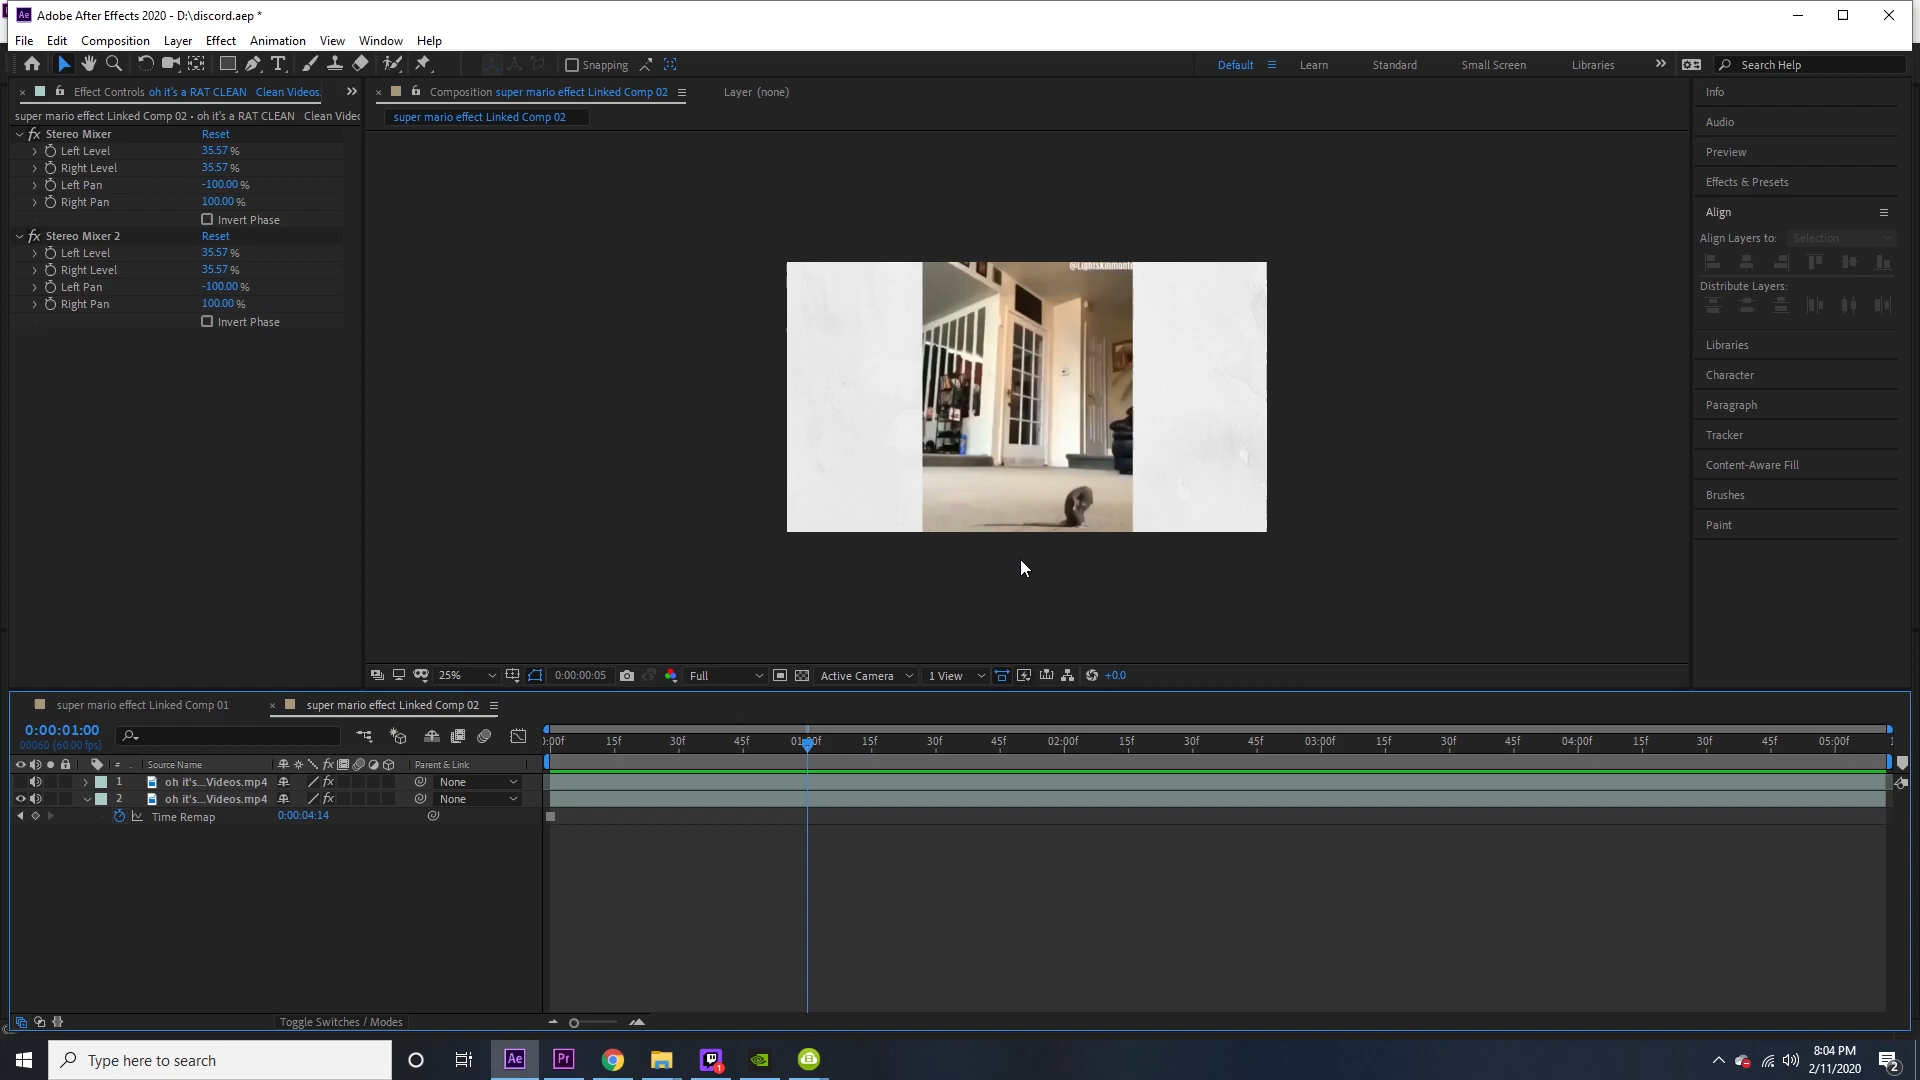 Adobe After Effects 2020 - D:\discord.aep *
File Edit Composition Layer Effect Animation View Window Help
Snapping Default Learn Standard Small Screen Libraries Search Help
Effect Controls oh it's a RAT CLEAN Clean Videos.
super mario effect Linked Comp 02 • oh it's a RAT CLEAN Clean Videc
fx Stereo Mixer Reset
Left Level 35.57 %
Right Level 35.57 %
Left Pan -100.00 %
Right Pan 100.00 %
Invert Phase
fx Stereo Mixer 2 Reset
Left Level 35.57 %
Right Level 35.57 %
Left Pan -100.00 %
Right Pan 100.00 %
Invert Phase
Composition super mario effect Linked Comp 02 Layer (none)
super mario effect Linked Comp 02
@Lightskinmonte
25% 0:00:00:05 Full Active Camera 1 View +0.0
Info
Audio
Preview
Effects & Presets
Align
Align Layers to: Selection
Distribute Layers:
Libraries
Character
Paragraph
Tracker
Content-Aware Fill
Brushes
Paint
super mario effect Linked Comp 01 super mario effect Linked Comp 02
0:00:01:00
00060 (60.00 fps)
):00f 15f 30f 45f 01:00f 15f 30f 45f 02:00f 15f 30f 45f 03:00f 15f 30f 45f 04:00f 15f 30f 45f 05:00f 1
# Source Name fx Parent & Link
1 oh it's...Videos.mp4 fx None
2 oh it's...Videos.mp4 fx None
Time Remap 0:00:04:14
Toggle Switches / Modes
Type here to search
Ae Pr 1
8:04 PM
2/11/2020
2